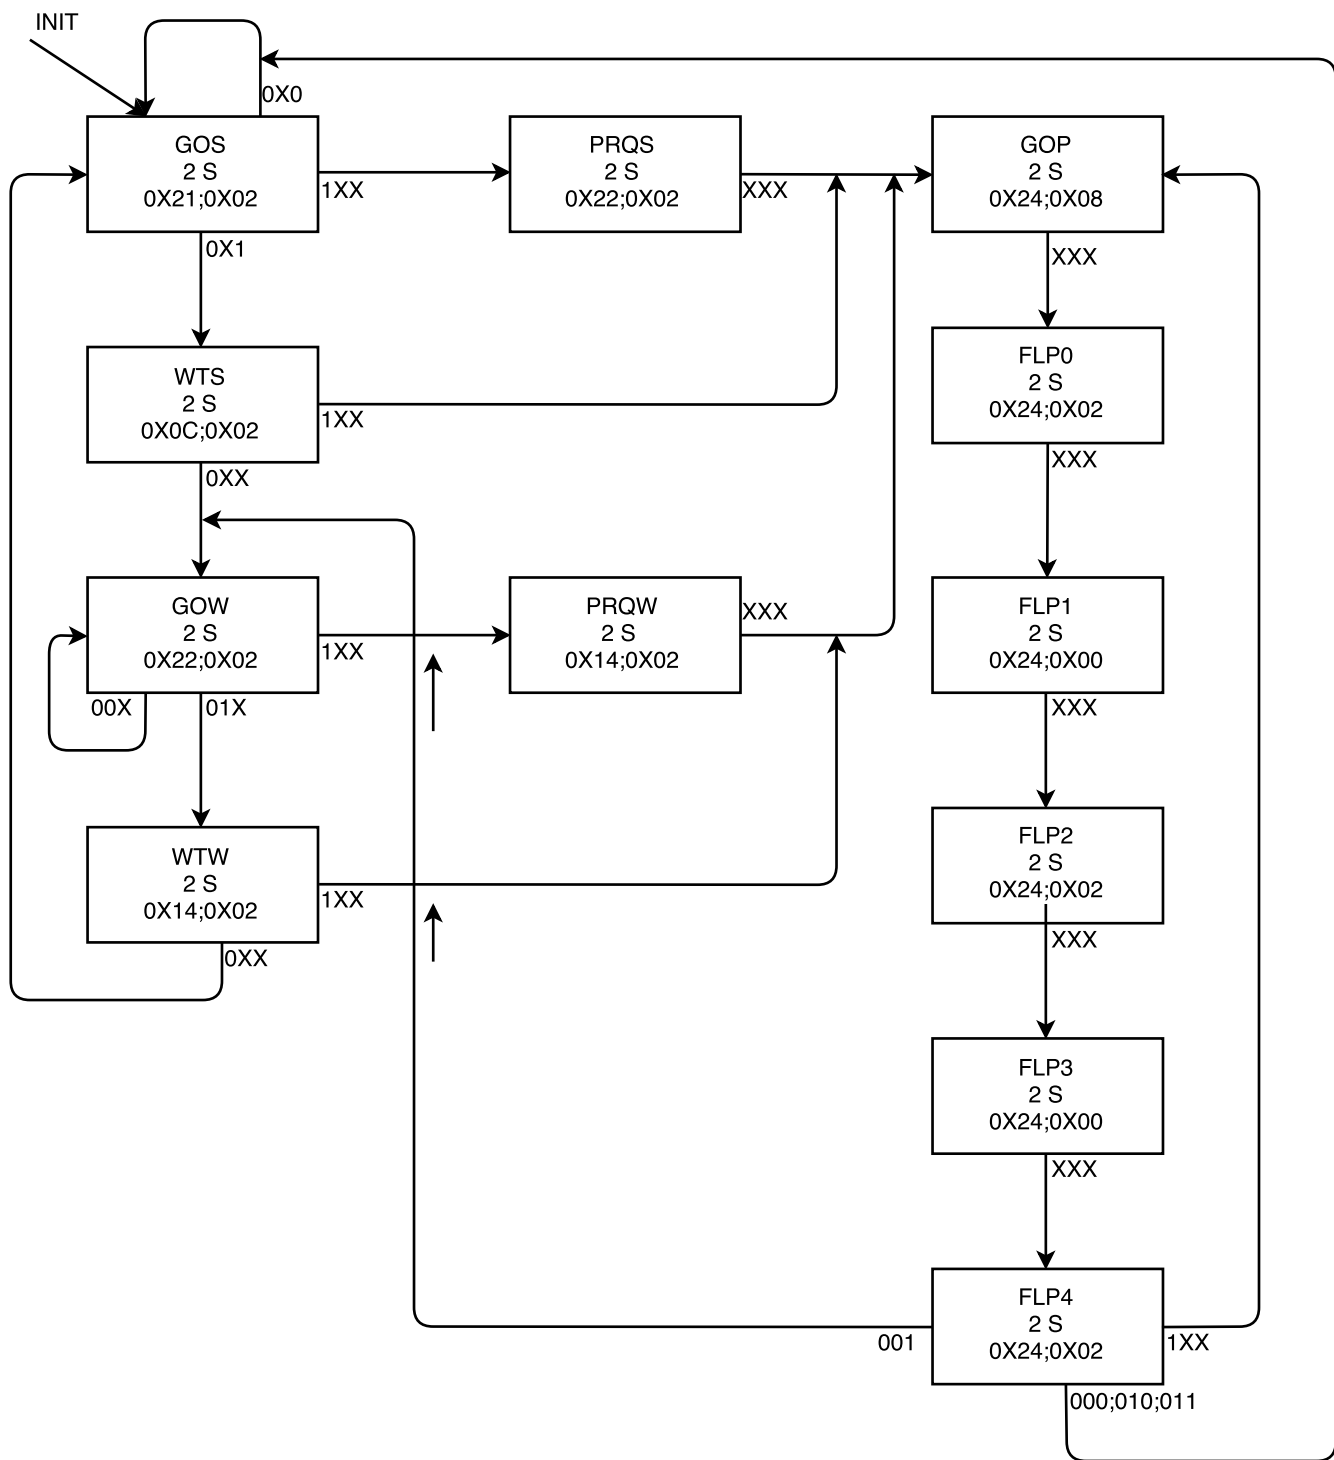 INIT
0X0
GOS
2 S
0X21;0X02
1XX
0X1
PRQS
2 S
0X22;0X02
XXX
GOP
2 S
0X24;0X08
XXX
WTS
2 S
0X0C;0X02
1XX
0XX
FLP0
2 S
0X24;0X02
XXX
GOW
2 S
0X22;0X02
1XX
00X
01X
PRQW
2 S
0X14;0X02
XXX
FLP1
2 S
0X24;0X00
XXX
WTW
2 S
0X14;0X02
1XX
0XX
FLP2
2 S
0X24;0X02
XXX
FLP3
2 S
0X24;0X00
XXX
FLP4
2 S
0X24;0X02
001
1XX
000;010;011